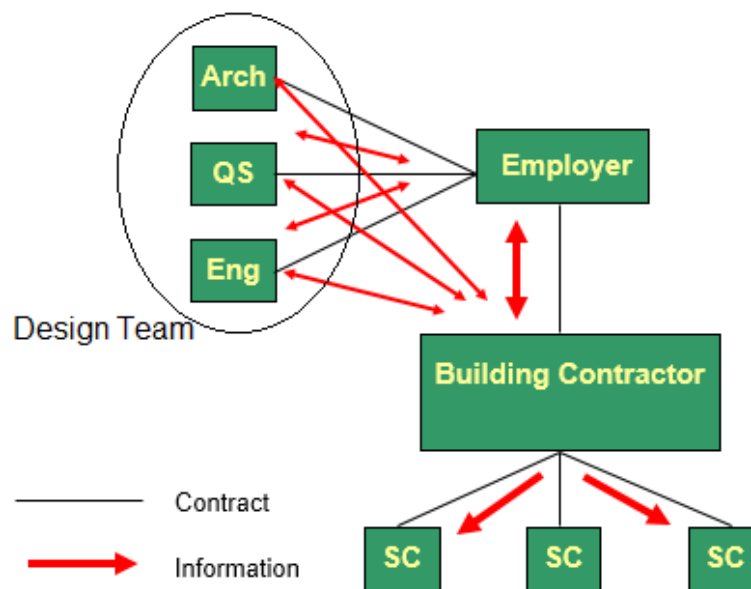 Arch
QS
Employer
Eng
Design Team
Building Contractor
Contract
Information
SC
SC
SC